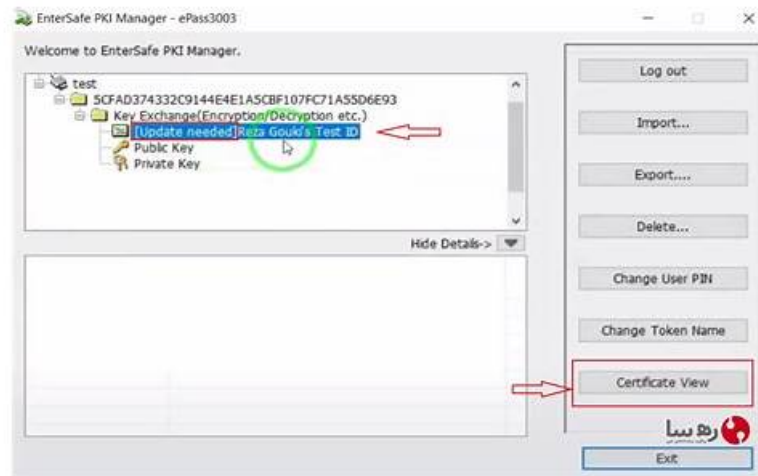 EnterSafe PKI Manager - ePass3003
Welcome to EnterSafe PKI Manager.
test
5CFAD374332C9144E4E1A5CBF107FC71A55D6E93
Key Exchange(Encryption/Decryption etc.)
[Update needed]Reza Gouki's Test ID
Public Key
Private Key
Hide Details->
Log out
Import...
Export....
Delete...
Change User PIN
Change Token Name
Certificate View
ره‌سا
Exit